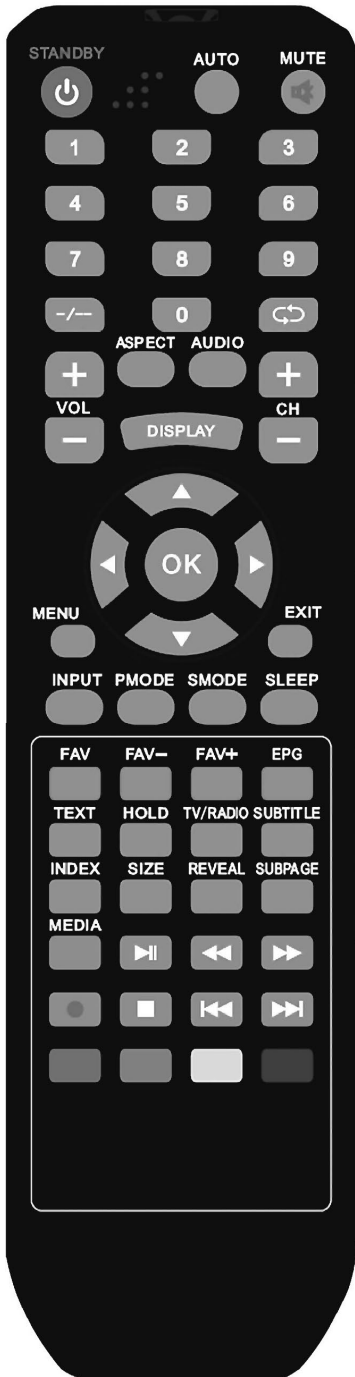 STANDBY AUTO MUTE
1 2 3
4 5 6
7 8 9
-/-- 0
ASPECT AUDIO
+ +
VOL CH
DISPLAY
− −
OK
MENU EXIT
INPUT PMODE SMODE SLEEP
FAV FAV− FAV+ EPG
TEXT HOLD TV/RADIO SUBTITLE
INDEX SIZE REVEAL SUBPAGE
MEDIA